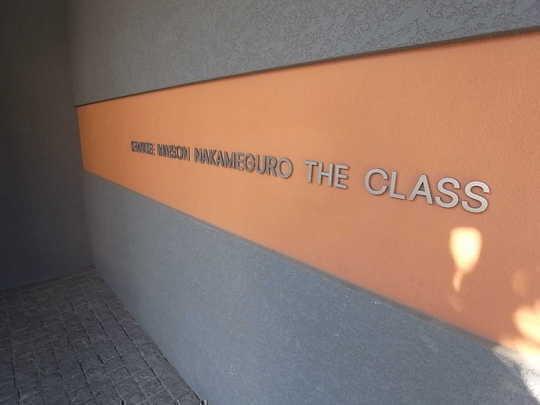 MAISON NAKAMEGURO THE CLASS